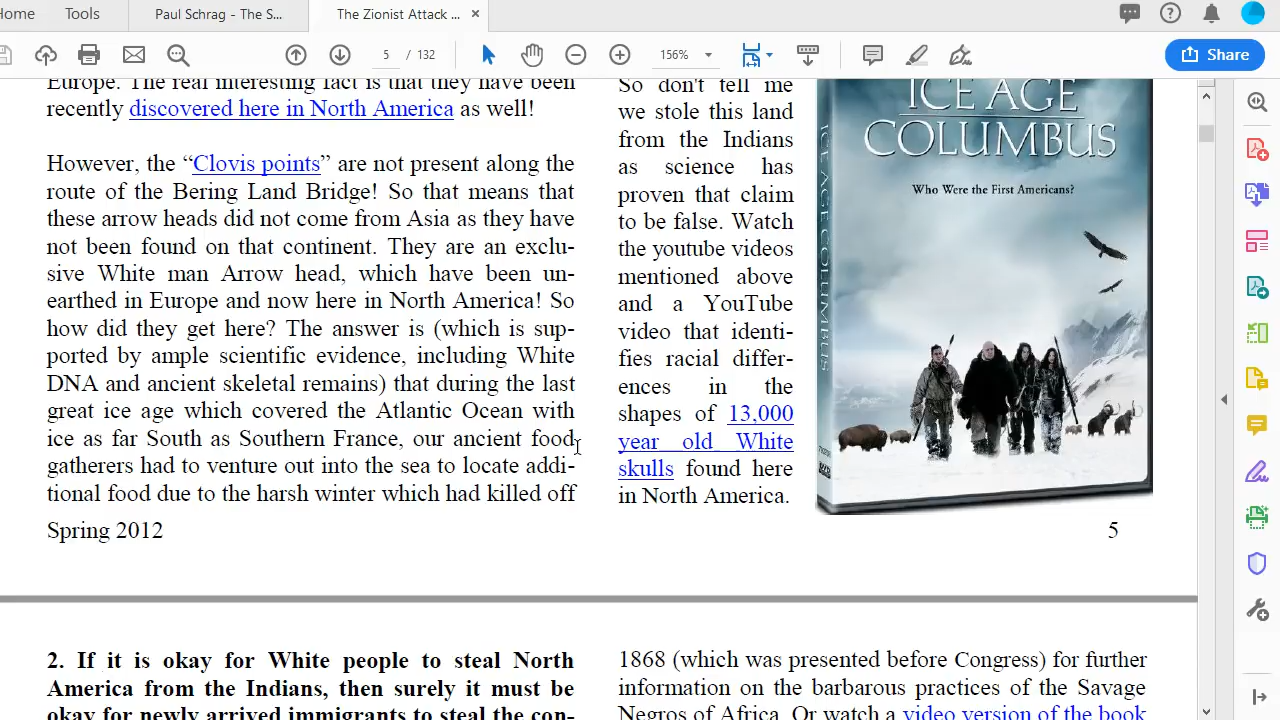 Home
Tools
Paul Schrag - The S...
The Zionist Attack ...
5 / 132
156%
Share
Europe. The real interesting fact is that they have been
recently discovered here in North America as well!
However, the “Clovis points” are not present along the
route of the Bering Land Bridge! So that means that
these arrow heads did not come from Asia as they have
not been found on that continent. They are an exclu-
sive White man Arrow head, which have been un-
earthed in Europe and now here in North America! So
how did they get here? The answer is (which is sup-
ported by ample scientific evidence, including White
DNA and ancient skeletal remains) that during the last
great ice age which covered the Atlantic Ocean with
ice as far South as Southern France, our ancient food
gatherers had to venture out into the sea to locate addi-
tional food due to the harsh winter which had killed off
Spring 2012
So don't tell me
we stole this land
from the Indians
as science has
proven that claim
to be false. Watch
the youtube videos
mentioned above
and a YouTube
video that identi-
fies racial differ-
ences in the
shapes of 13,000
year old White
skulls found here
in North America.
ICE AGE
COLUMBUS
Who Were the First Americans?
ICE AGE COLUMBUS
DVD
5
2. If it is okay for White people to steal North
America from the Indians, then surely it must be
okay for newly arrived immigrants to steal the con-
1868 (which was presented before Congress) for further
information on the barbarous practices of the Savage
Negros of Africa. Or watch a video version of the book